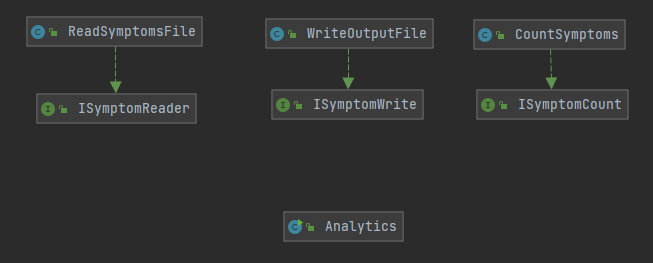 ReadSymptomsFile
WriteOutputFile
CountSymptoms
ISymptomReader
ISymptomWrite
ISymptomCount
Analytics